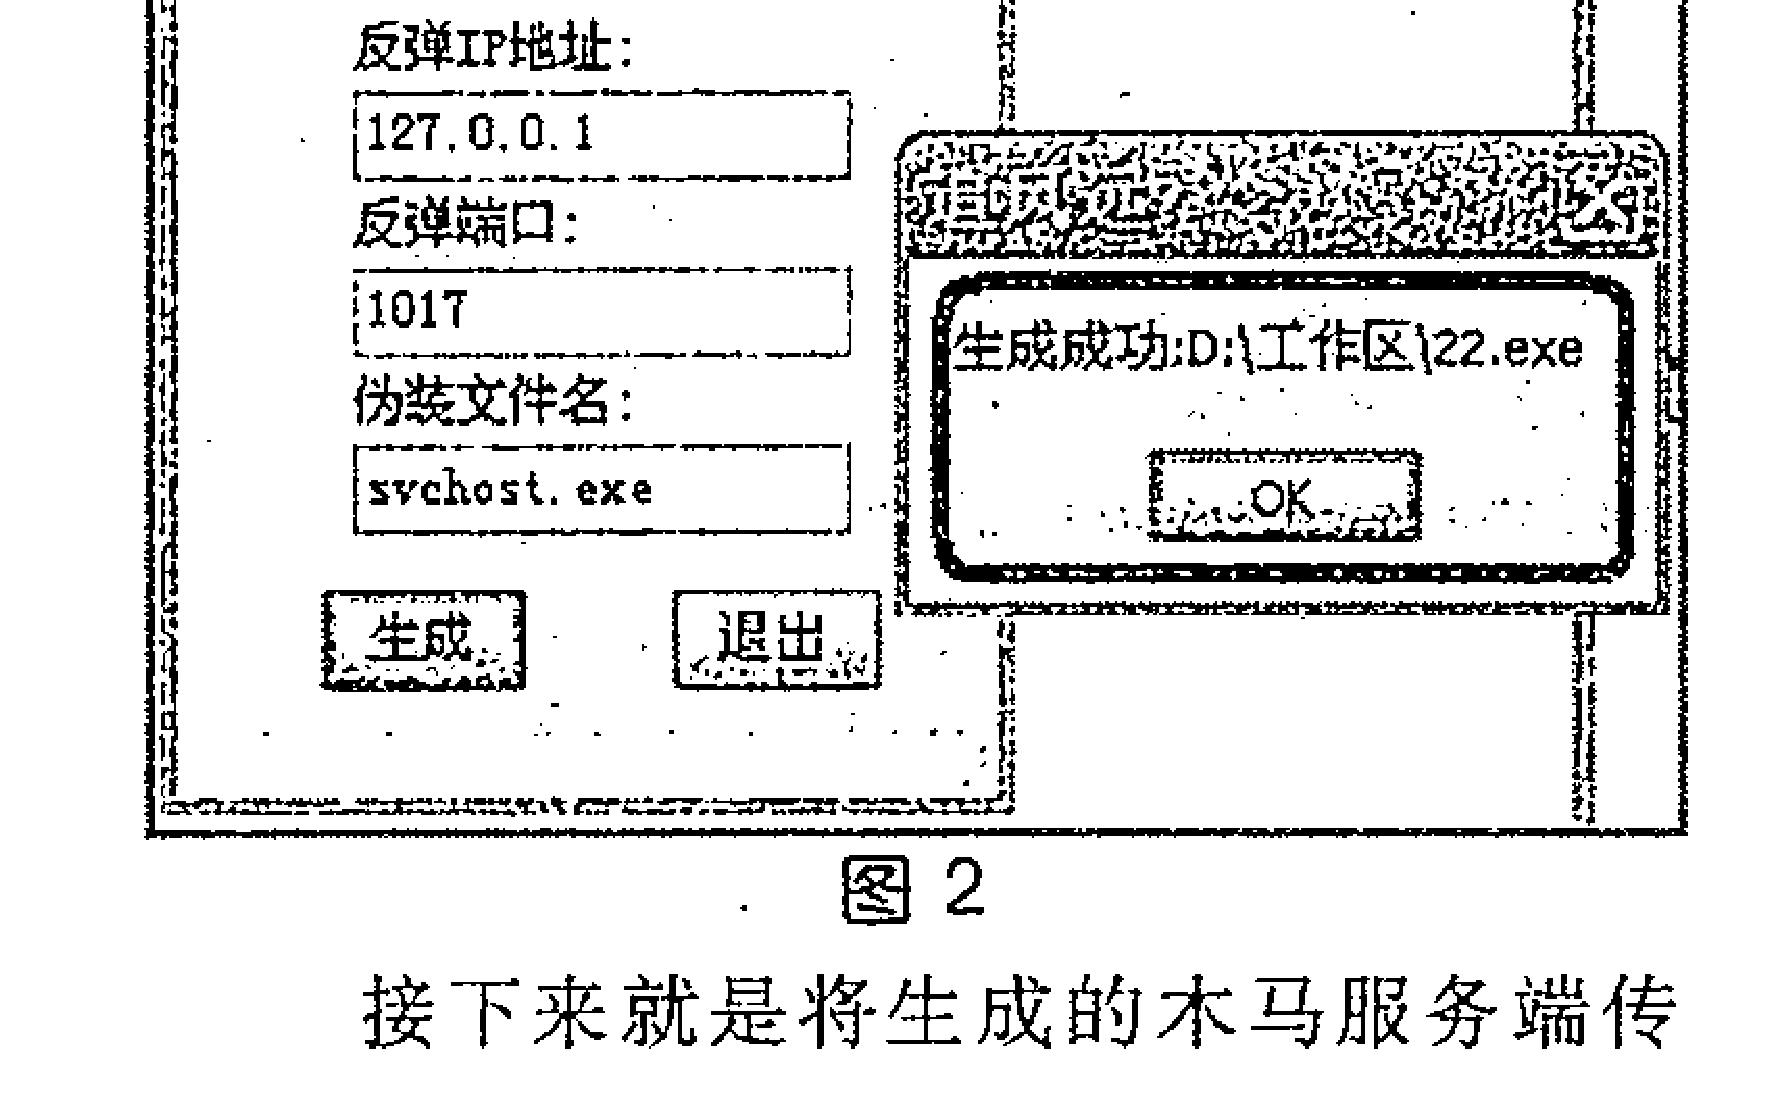 反弹IP地址:
127.0.0.1
反弹端口:
1017
伪装文件名:
svchost.exe
生成
退出
生成成功:D:\工作区\22.exe
OK
图 2
接下来就是将生成的木马服务端传